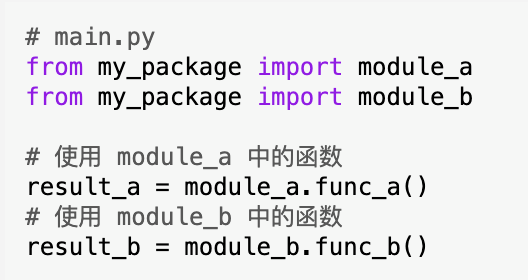 # main.py
from my_package import module_a
from my_package import module_b
# 使用 module_a 中的函数
result_a = module_a.func_a()
# 使用 module_b 中的函数
result_b = module_b.func_b()